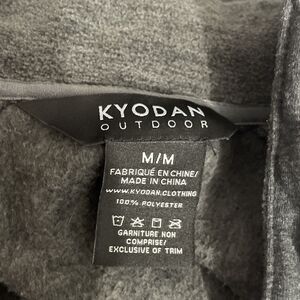 KYODAN
OUTDOOR
M/M
FABRIQUÉ EN CHINE/
MADE IN CHINA
WWW.KYODAN.CLOTHING
100% POLYESTER
GARNITURE NON
COMPRISE/
EXCLUSIVE OF TRIM